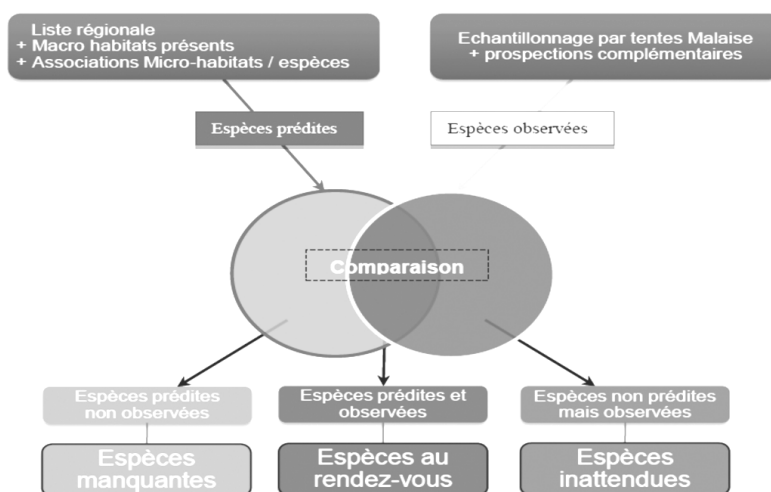 Liste régionale
+ Macro habitats présents
+ Associations Micro-habitats / espèces
Echantillonnage par tentes Malaise
+ prospections complémentaires
Espèces prédites
Espèces observées
Comparaison
Espèces prédites
non observées
Espèces prédites et
observées
Espèces non prédites
mais observées
Espèces
manquantes
Espèces au
rendez-vous
Espèces
inattendues